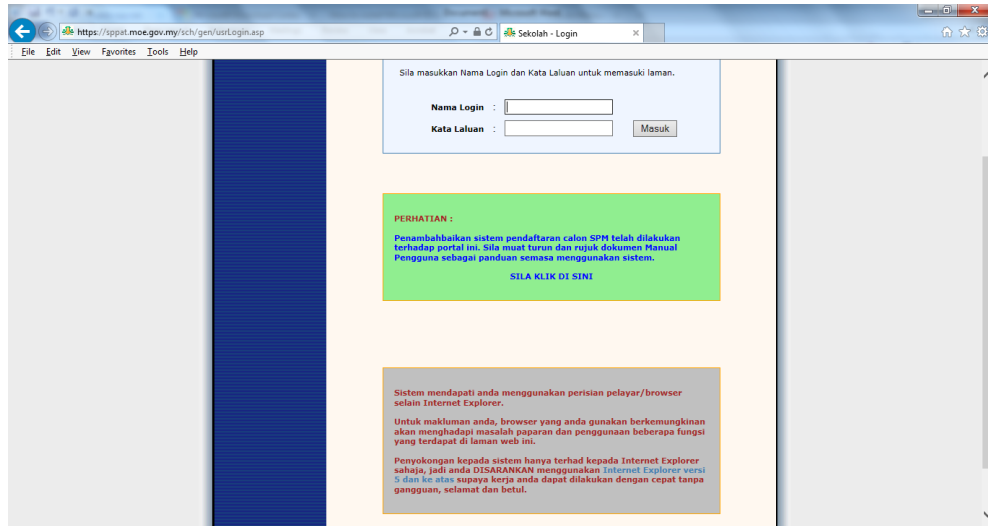 https://sppat.moe.gov.my/sch/gen/usrLogin.asp
Sekolah - Login
File Edit View Favorites Tools Help
Sila masukkan Nama Login dan Kata Laluan untuk memasuki laman.
Nama Login :
Kata Laluan :
Masuk
PERHATIAN :
Penambahbaikan sistem pendaftaran calon SPM telah dilakukan
terhadap portal ini. Sila muat turun dan rujuk dokumen Manual
Pengguna sebagai panduan semasa menggunakan sistem.
SILA KLIK DI SINI
Sistem mendapati anda menggunakan perisian pelayar/browser
selain Internet Explorer.
Untuk makluman anda, browser yang anda gunakan berkemungkinan
akan menghadapi masalah paparan dan penggunaan beberapa fungsi
yang terdapat di laman web ini.
Penyokongan kepada sistem hanya terhad kepada Internet Explorer
sahaja, jadi anda DISARANKAN menggunakan Internet Explorer versi
5 dan ke atas supaya kerja anda dapat dilakukan dengan cepat tanpa
gangguan, selamat dan betul.